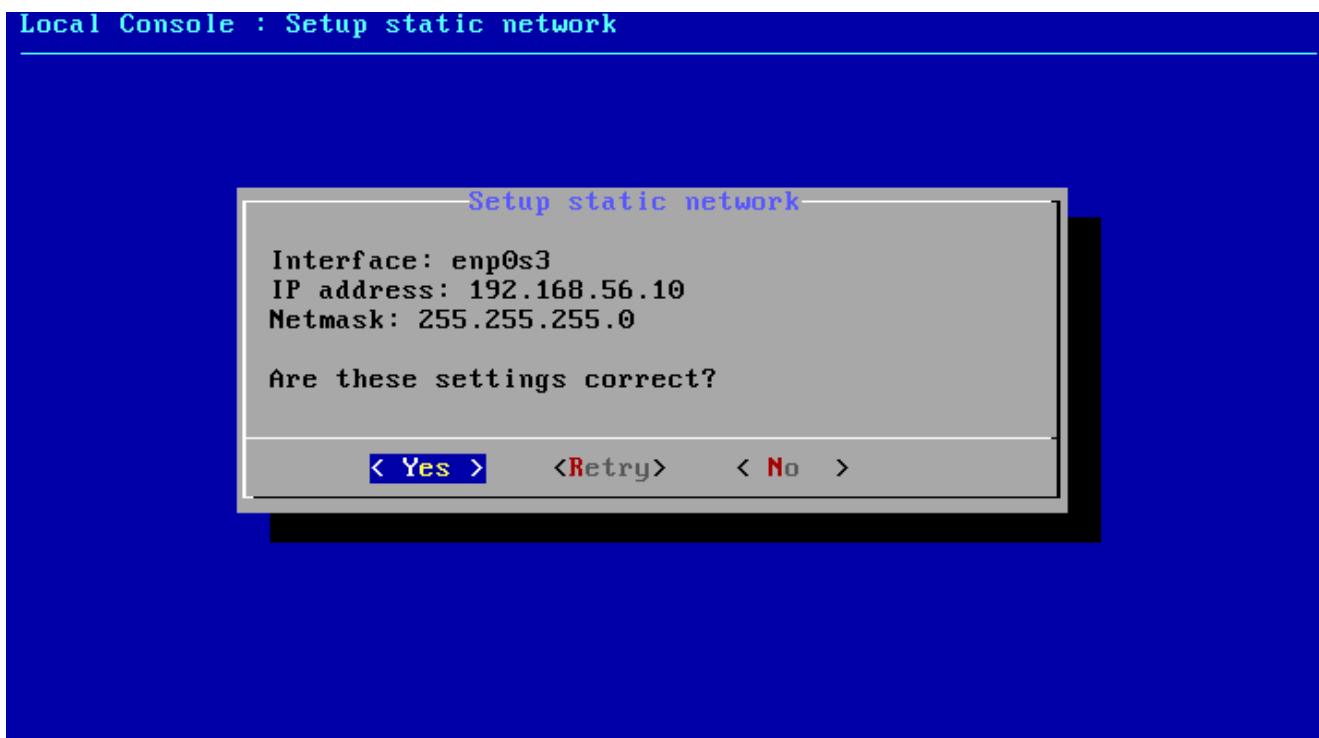 Local Console : Setup static network
Setup static network
Interface: enp0s3
IP address: 192.168.56.10
Netmask: 255.255.255.0
Are these settings correct?
< Yes > <Retry> < No >